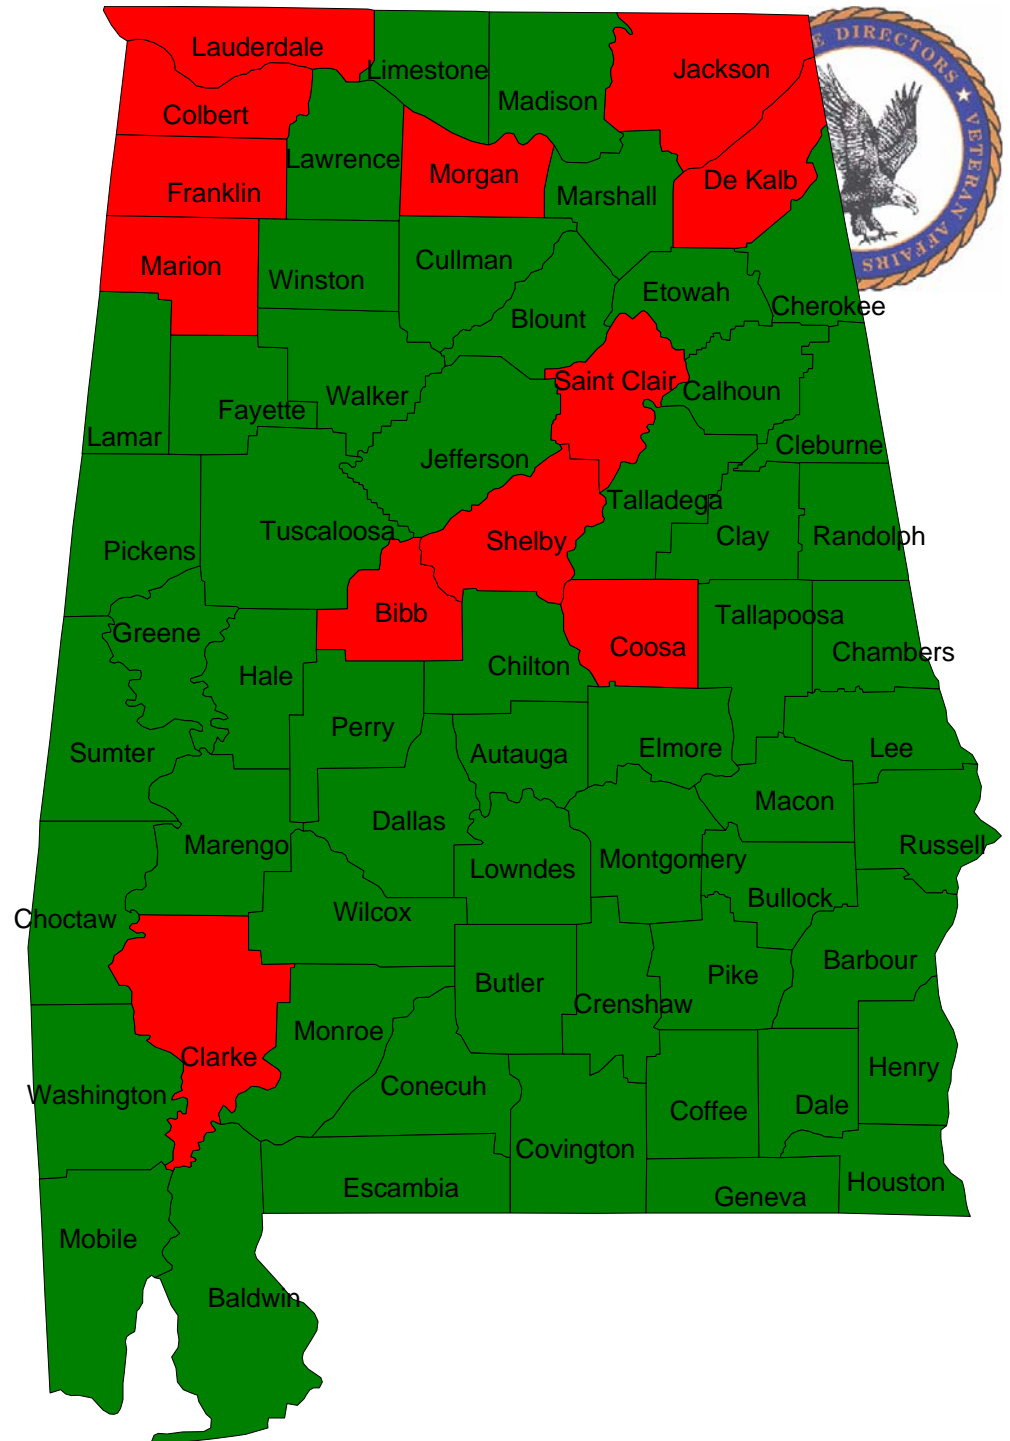 Lauderdale
Limestone
Madison
Jackson
E DIRECTORS ★ VETERAN AFFAIRS
Colbert
Lawrence
Morgan
De Kalb
Franklin
Marshall
Marion
Winston
Cullman
Etowah
Cherokee
Blount
Saint Clair
Calhoun
Walker
Fayette
Lamar
Cleburne
Jefferson
Talladega
Tuscaloosa
Pickens
Shelby
Clay
Randolph
Bibb
Tallapoosa
Greene
Coosa
Chambers
Hale
Chilton
Perry
Sumter
Autauga
Elmore
Lee
Macon
Dallas
Marengo
Russell
Lowndes
Montgomery
Bullock
Choctaw
Wilcox
Barbour
Butler
Pike
Crenshaw
Monroe
Clarke
Henry
Washington
Conecuh
Coffee
Dale
Covington
Escambia
Geneva
Houston
Mobile
Baldwin